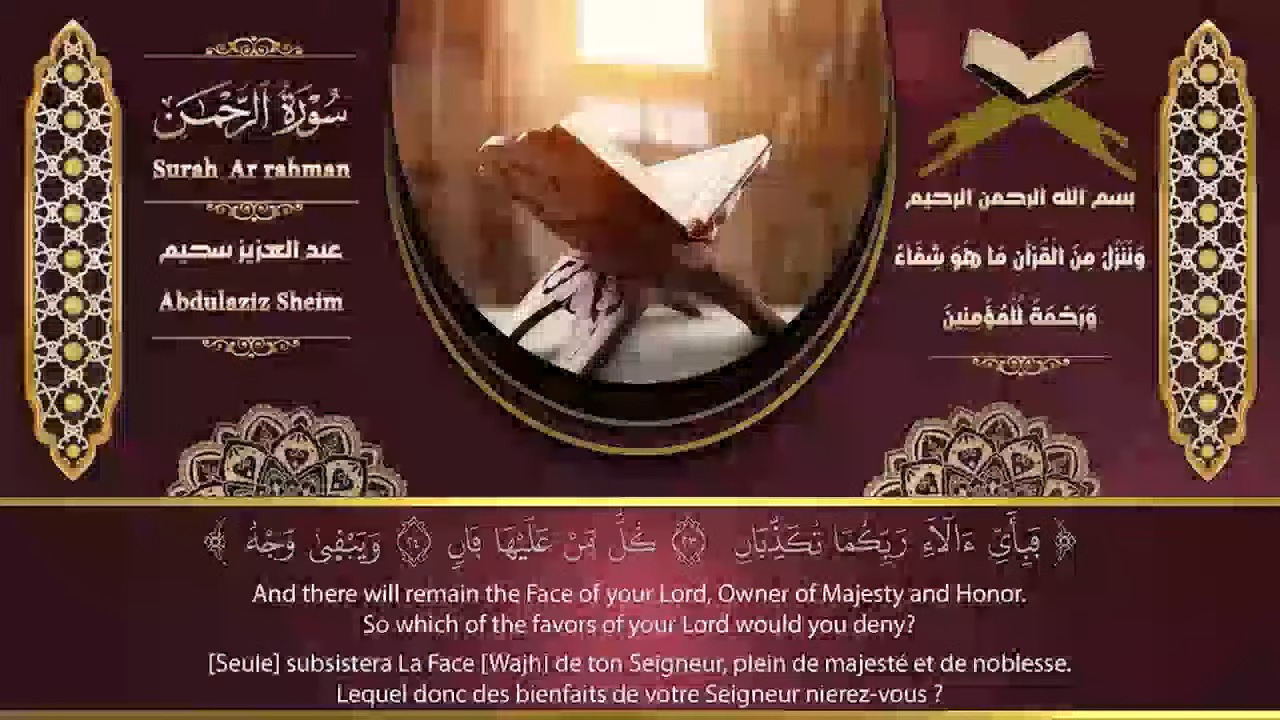 سُوْرَةُ الرَّحْمٰن
Surah Ar rahman
عبد العزيز سحيم
Abdulaziz Sheim
بسم الله الرحمن الرحيم
وَنُنَزِّلُ مِنَ الْقُرْآنِ مَا هُوَ شِفَاءٌ
وَرَحْمَةٌ لِلْمُؤْمِنِينَ
﴿ فَبِأَيِّ ءَالَآءِ رَبِّكُمَا تُكَذِّبَانِ ۝ كُلُّ مَنْ عَلَيْهَا فَانٍ ۝ وَيَبْقَىٰ وَجْهُ ﴾
And there will remain the Face of your Lord, Owner of Majesty and Honor.
So which of the favors of your Lord would you deny?
[Seule] subsistera La Face [Wajh] de ton Seigneur, plein de majesté et de noblesse.
Lequel donc des bienfaits de votre Seigneur nierez-vous ?